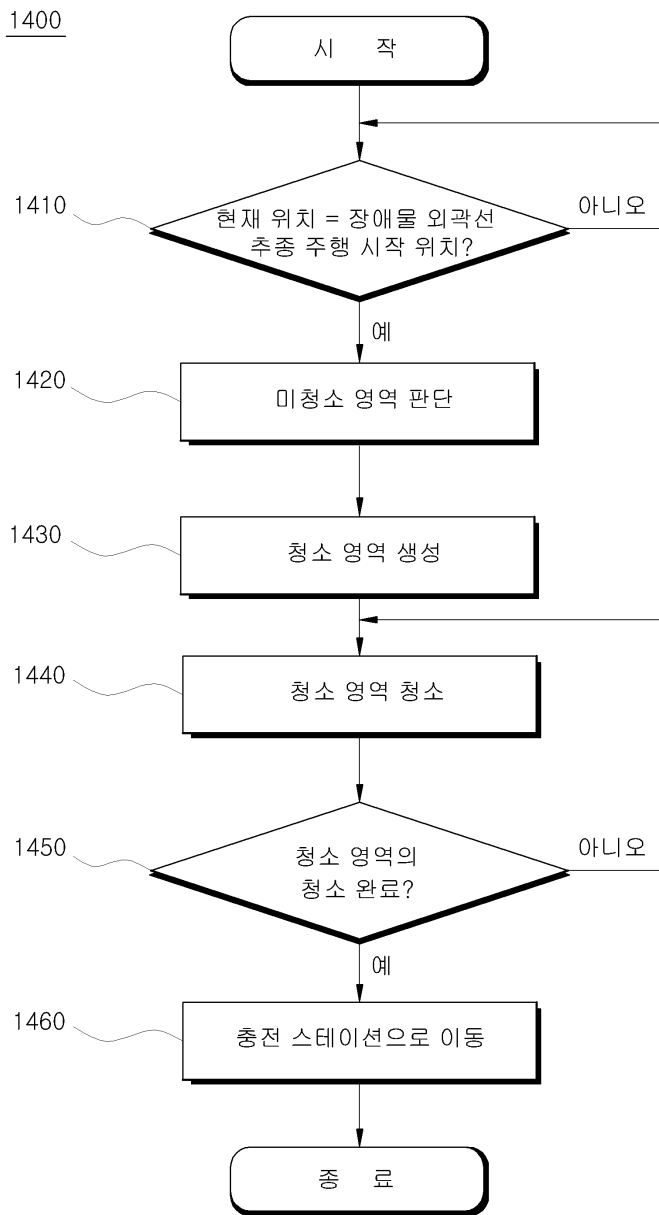 1400
시 작
1410
현재 위치 = 장애물 외곽선
추종 주행 시작 위치?
아니오
예
1420
미청소 영역 판단
1430
청소 영역 생성
1440
청소 영역 청소
1450
청소 영역의
청소 완료?
아니오
예
1460
충전 스테이션으로 이동
종 료